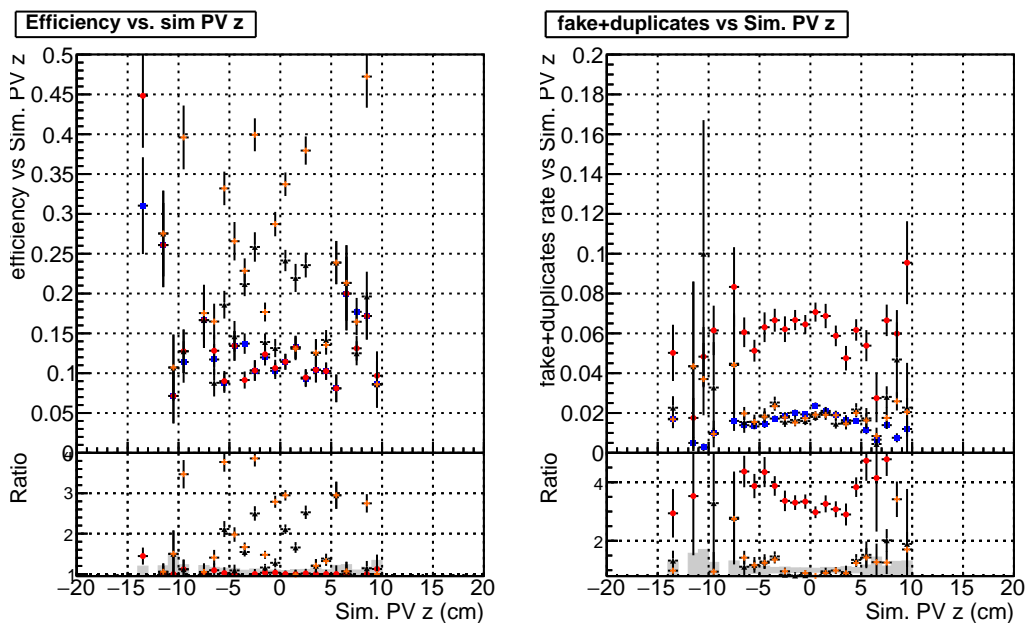 Efficiency vs. sim PV z
efficiency vs Sim. PV z
0.5
0.45
0.4
0.35
0.3
0.25
0.2
0.15
0.1
0.05
0
Ratio
4
3
2
1
−20 −15 −10 −5 0 5 10 15 20
Sim. PV z (cm)
fake+duplicates vs Sim. PV z
fake+duplicates rate vs Sim. PV z
0.2
0.18
0.16
0.14
0.12
0.1
0.08
0.06
0.04
0.02
0
Ratio
4
2
−20 −15 −10 −5 0 5 10 15 20
Sim. PV z (cm)